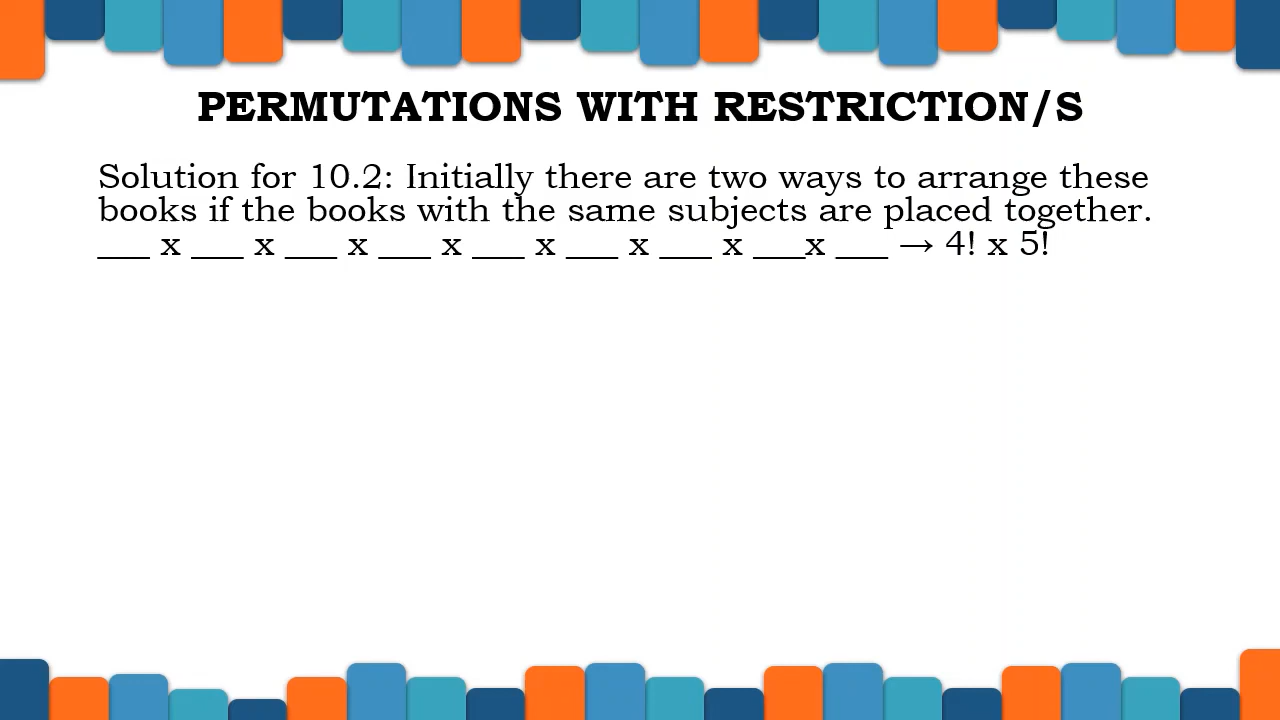 PERMUTATIONS WITH RESTRICTION/S
Solution for 10.2: Initially there are two ways to arrange these
books if the books with the same subjects are placed together.
___ x ___ x ___ x ___ x ___ x ___ x ___ x ___x ___ → 4! x 5!